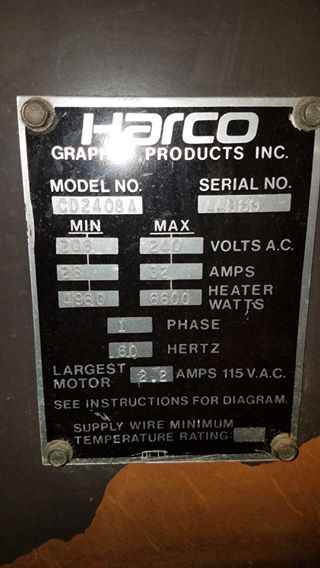 Harco
GRAPHIC PRODUCTS INC.
MODEL NO. SERIAL NO.
CD2408A
MIN MAX
208 240 VOLTS A.C.
26 32 AMPS
4960 6600 HEATER WATTS
1 PHASE
60 HERTZ
LARGEST MOTOR 2.2 AMPS 115 V.A.C.
SEE INSTRUCTIONS FOR DIAGRAM.
SUPPLY WIRE MINIMUM
TEMPERATURE RATING: